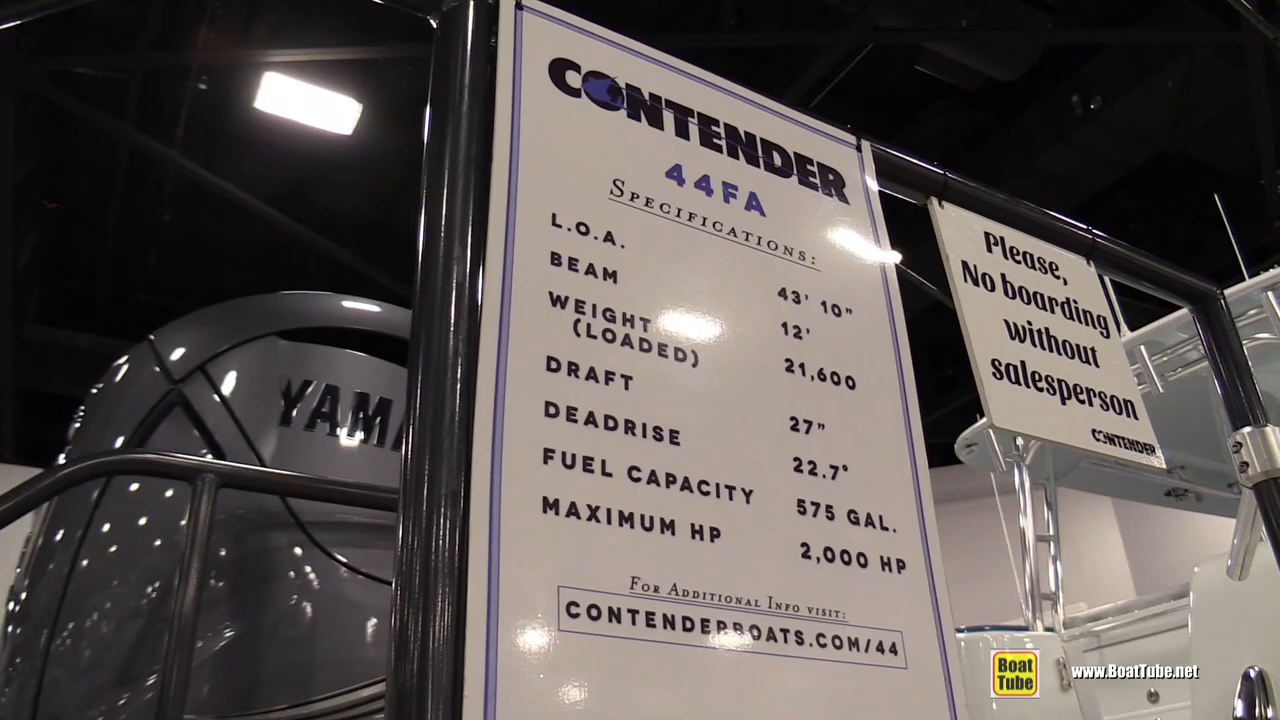 CONTENDER
44FA
SPECIFICATIONS:
L.O.A. 43' 10"
BEAM 12'
WEIGHT (LOADED) 21,600
DRAFT 27"
DEADRISE 22.7°
FUEL CAPACITY 575 GAL.
MAXIMUM HP 2,000 HP
FOR ADDITIONAL INFO VISIT:
CONTENDERBOATS.COM/44
Please,
No boarding
without
salesperson
CONTENDER
YAMA
Boat
Tube
www.BoatTube.net